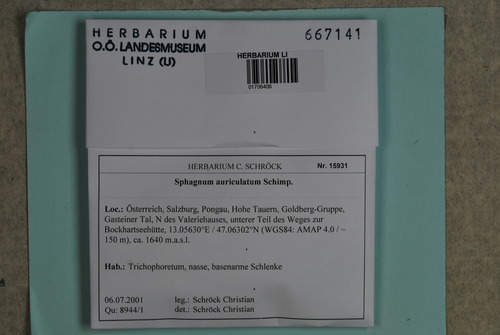 HERBARIUM
O.Ö. LANDESMUSEUM
LINZ (U)
667141
HERBARIUM LI
01706406
HERBARIUM C. SCHRÖCK Nr. 15931
Sphagnum auriculatum Schimp.
Loc.: Österreich, Salzburg, Pongau, Hohe Tauern, Goldberg-Gruppe,
Gasteiner Tal, N des Valeriehauses, unterer Teil des Weges zur
Bockhartseehütte, 13.05630°E / 47.06302°N (WGS84: AMAP 4.0 / ~
150 m), ca. 1640 m.a.s.l.
Hab.: Trichophoretum, nasse, basenarme Schlenke
06.07.2001 leg.: Schröck Christian
Qu: 8944/1 det.: Schröck Christian